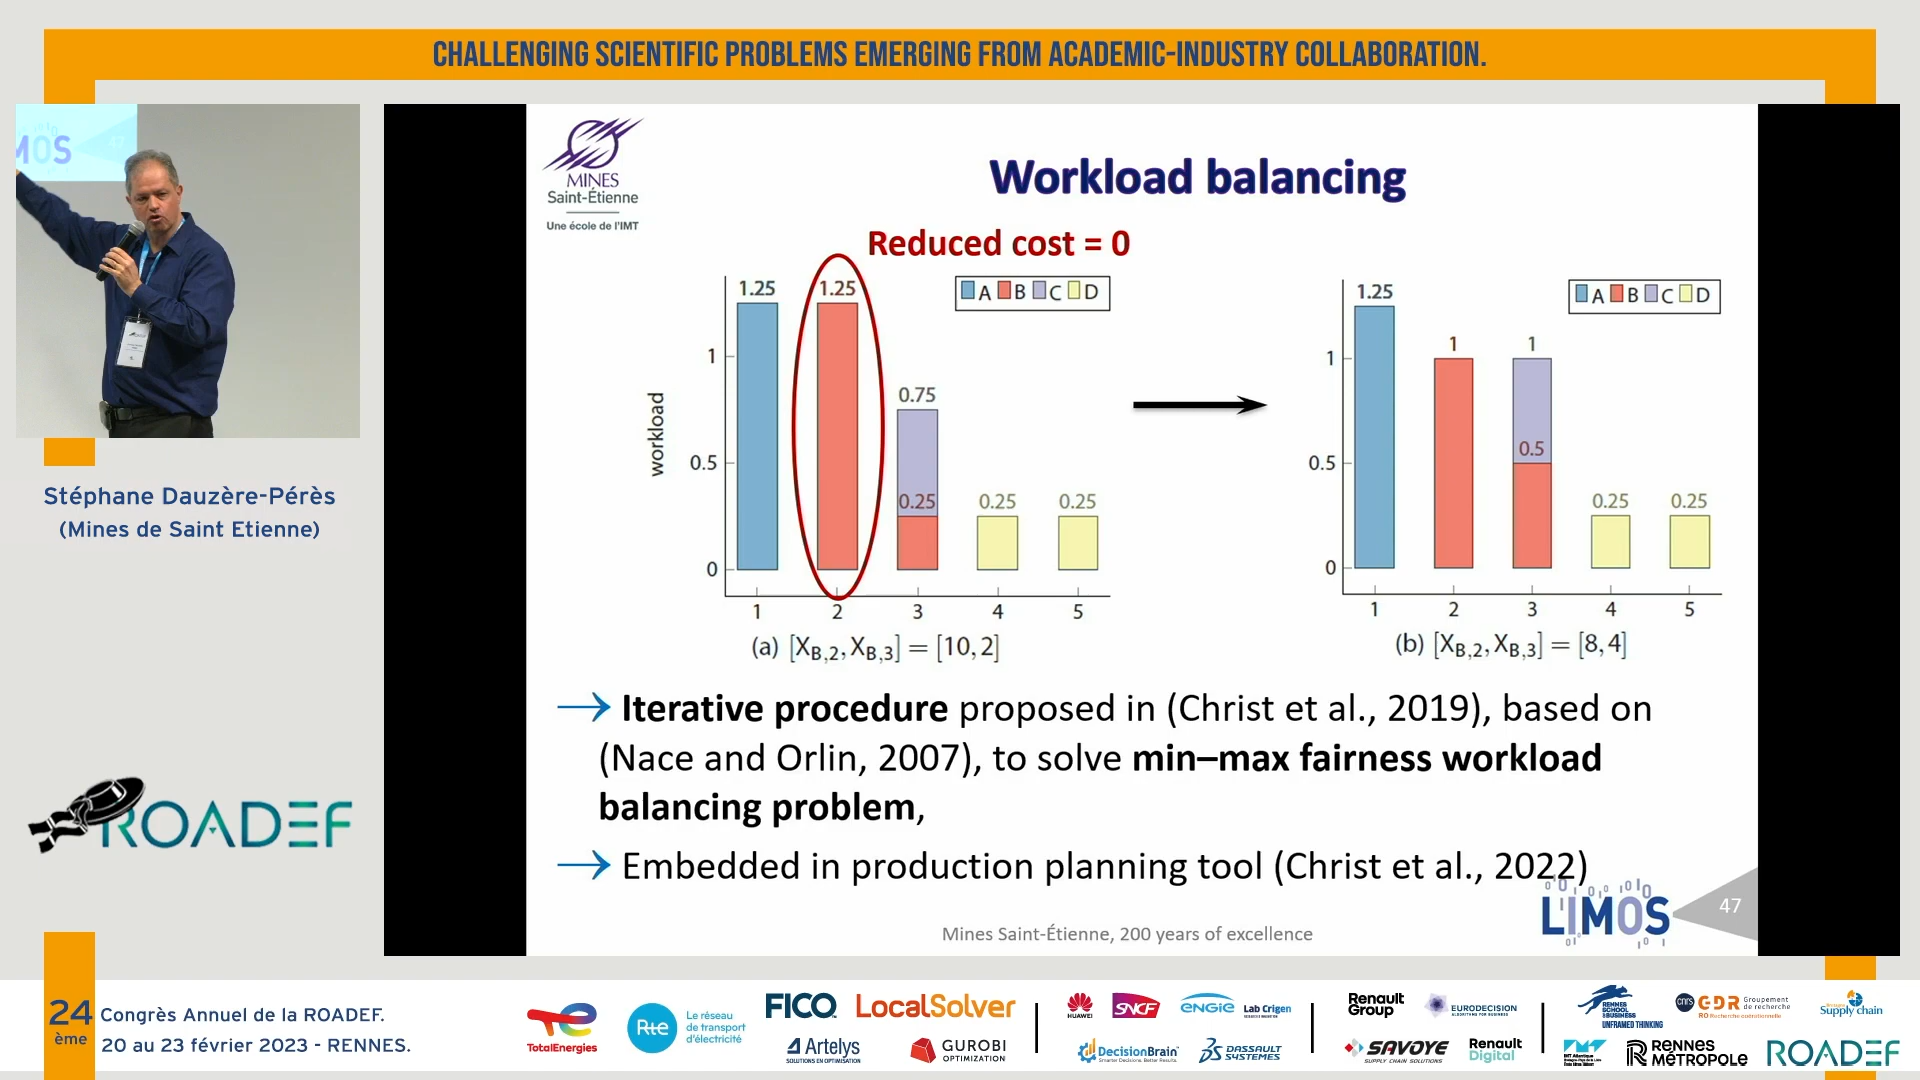 CHALLENGING SCIENTIFIC PROBLEMS EMERGING FROM ACADEMIC-INDUSTRY COLLABORATION.
MOS
47
Stéphane Dauzère-Pérès
(Mines de Saint Etienne)
ROADEF
MINES
Saint-Étienne
Une école de l'IMT
Workload balancing
Reduced cost = 0
workload
1
0.5
0
1.25
1.25
0.75
0.25
0.25
0.25
A B C D
1 2 3 4 5
(a) [X_B,2, X_B,3] = [10, 2]
1
0.5
0
1.25
1
1
0.5
0.25
0.25
A B C D
1 2 3 4 5
(b) [X_B,2, X_B,3] = [8, 4]
→ Iterative procedure proposed in (Christ et al., 2019), based on
(Nace and Orlin, 2007), to solve min–max fairness workload
balancing problem,
→ Embedded in production planning tool (Christ et al., 2022)
Mines Saint-Étienne, 200 years of excellence
LIMOS
47
24 ème
Congrès Annuel de la ROADEF.
20 au 23 février 2023 - RENNES.
TotalEnergies
Rte
Le réseau
de transport
d'électricité
FICO
LocalSolver
Artelys
SOLUTIONS EN OPTIMISATION
GUROBI
OPTIMIZATION
HUAWEI
SNCF
ENGIE
Lab Crigen
DecisionBrain
DASSAULT
SYSTEMES
Renault
Group
EURODECISION
SAVOYE
SUPPLY CHAIN SOLUTIONS
Renault
Digital
RENNES
SCHOOL
OF BUSINESS
UNFRAMED THINKING
cnrs
GDR
Groupement
de recherche
RO Recherche opérationnelle
Supply chain
IMT Atlantique
RENNES
MÉTROPOLE
ROADEF